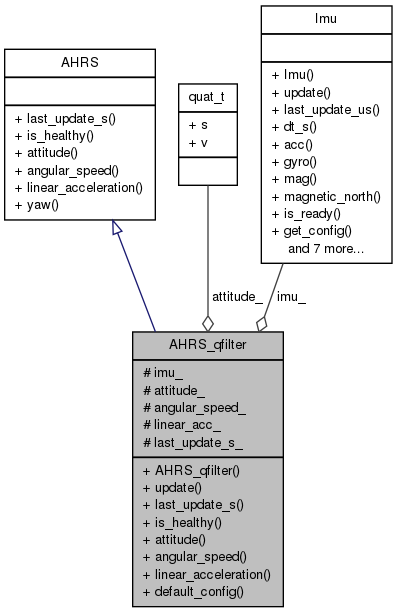 AHRS
+ last_update_s()
+ is_healthy()
+ attitude()
+ angular_speed()
+ linear_acceleration()
+ yaw()
quat_t
+ s
+ v
Imu
+ Imu()
+ update()
+ last_update_us()
+ dt_s()
+ acc()
+ gyro()
+ mag()
+ magnetic_north()
+ is_ready()
+ get_config()
and 7 more...
attitude_
imu_
AHRS_qfilter
# imu_
# attitude_
# angular_speed_
# linear_acc_
# last_update_s_
+ AHRS_qfilter()
+ update()
+ last_update_s()
+ is_healthy()
+ attitude()
+ angular_speed()
+ linear_acceleration()
+ default_config()